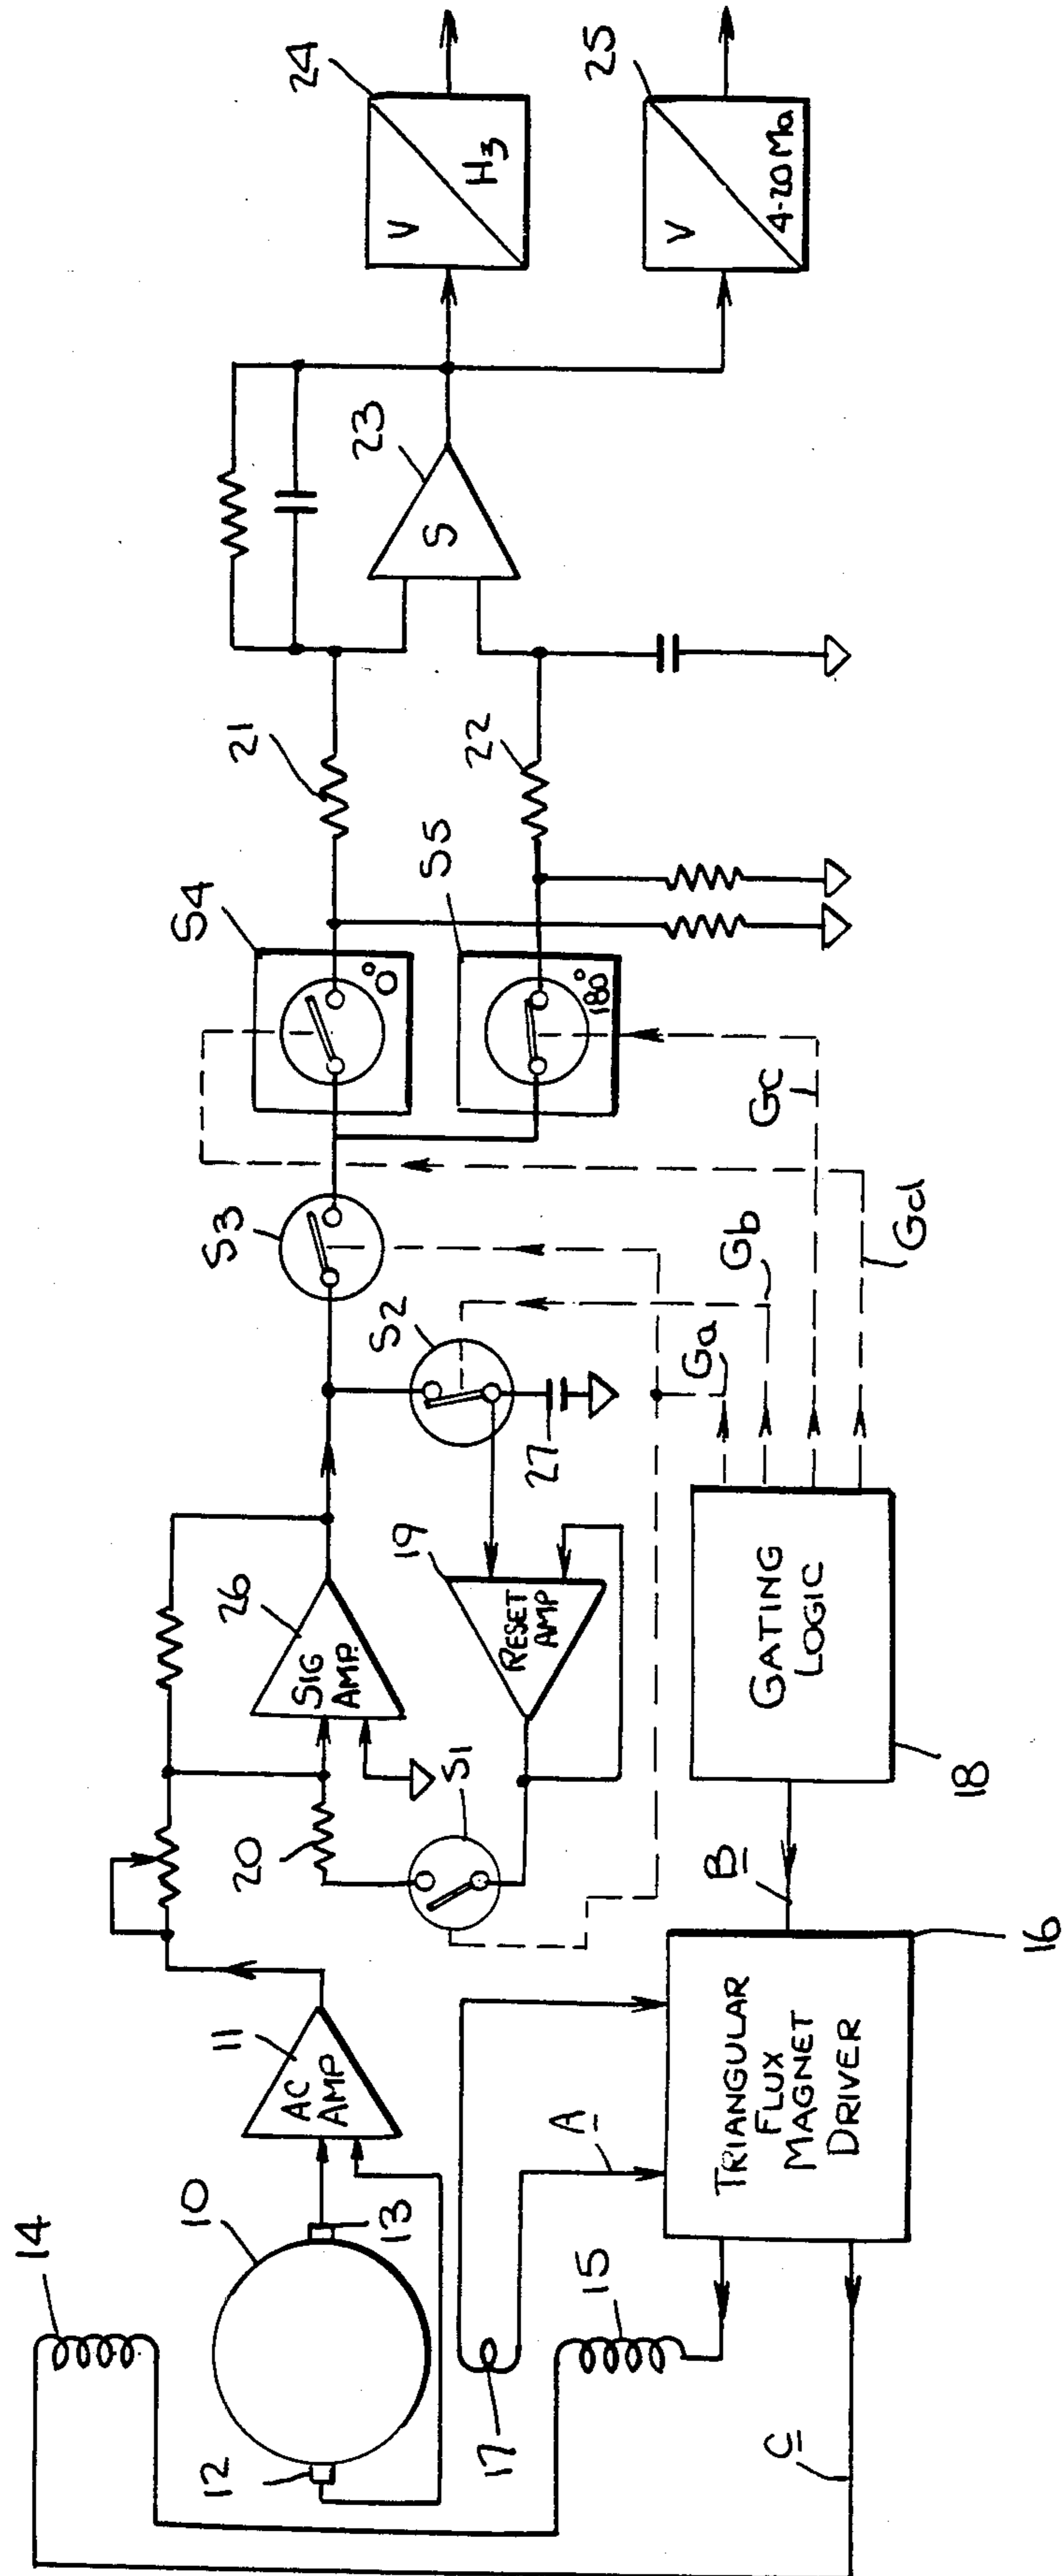 14
10
12
13
11
AC
AMP
17
15
A
C
TRIANGULAR
FLUX
MAGNET
DRIVER
16
B
GATING
LOGIC
18
20
S1
26
SIG
AMP.
19
RESET
AMP
27
S2
S3
Ga
Gb
Gc
Gd
S4
0°
S5
180°
21
22
23
S
24
V
H3
25
V
4-20Ma